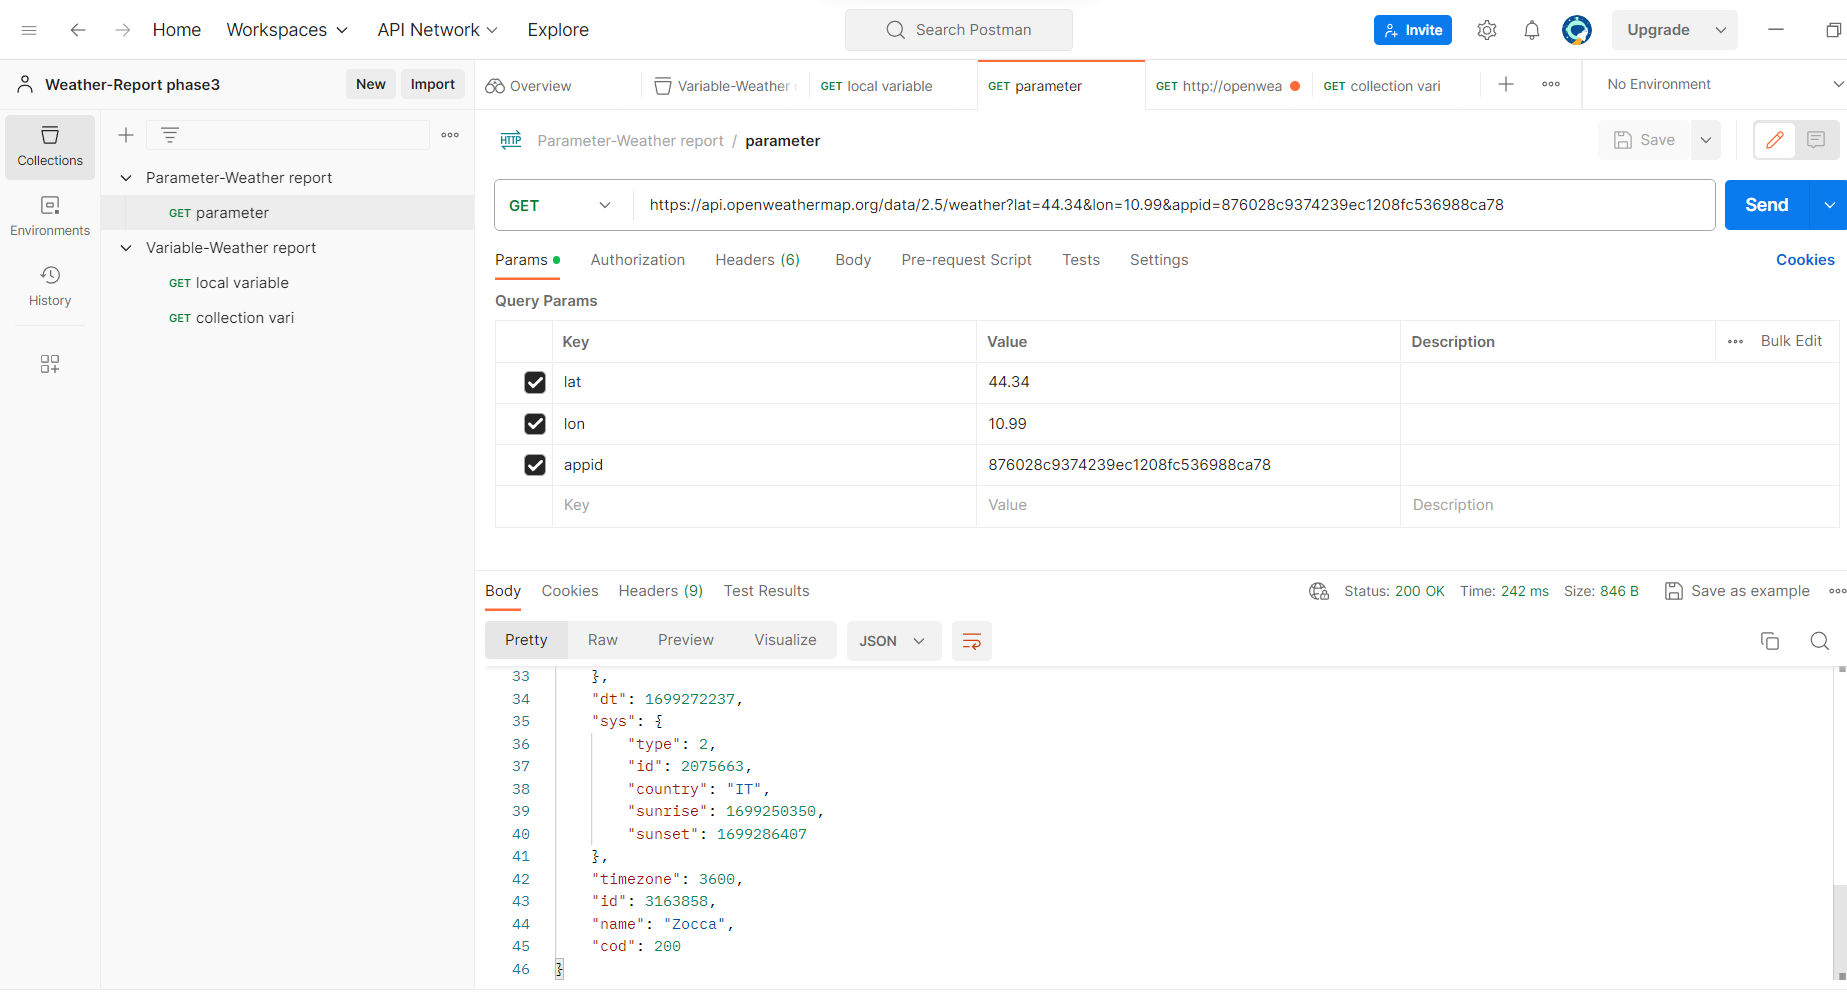 Home Workspaces API Network Explore Search Postman Invite Upgrade
Weather-Report phase3 New Import Overview Variable-Weather GET local variable GET parameter GET http://openwea GET collection vari No Environment
Collections
Environments
History
Parameter-Weather report
GET parameter
Variable-Weather report
GET local variable
GET collection vari
HTTP Parameter-Weather report / parameter Save
GET https://api.openweathermap.org/data/2.5/weather?lat=44.34&lon=10.99&appid=876028c9374239ec1208fc536988ca78 Send
Params Authorization Headers (6) Body Pre-request Script Tests Settings Cookies
Query Params
Key Value Description Bulk Edit
lat 44.34
lon 10.99
appid 876028c9374239ec1208fc536988ca78
Key Value Description
Body Cookies Headers (9) Test Results Status: 200 OK Time: 242 ms Size: 846 B Save as example
Pretty Raw Preview Visualize JSON
33 },
34 "dt": 1699272237,
35 "sys": {
36 "type": 2,
37 "id": 2075663,
38 "country": "IT",
39 "sunrise": 1699250350,
40 "sunset": 1699286407
41 },
42 "timezone": 3600,
43 "id": 3163858,
44 "name": "Zocca",
45 "cod": 200
46 }